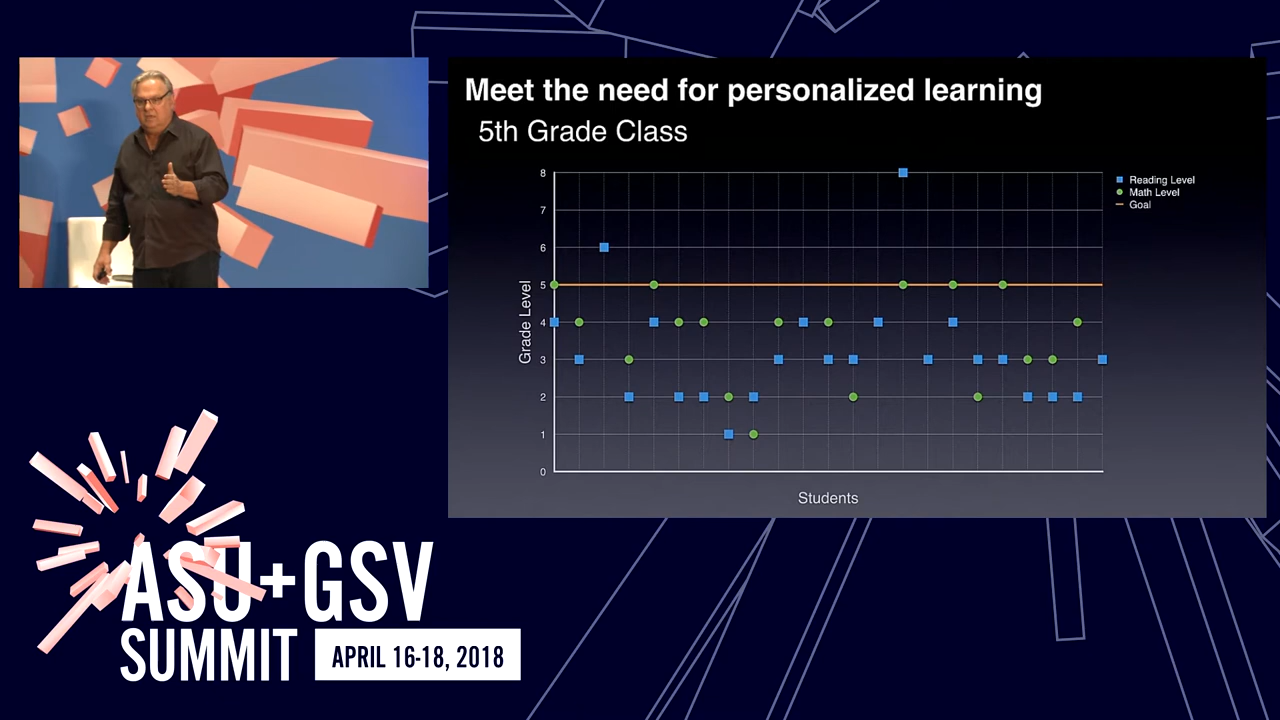 Meet the need for personalized learning
5th Grade Class
8
7
6
5
4
3
2
1
0
Grade Level
Students
Reading Level
Math Level
Goal
ASU+GSV
SUMMIT
APRIL 16-18, 2018